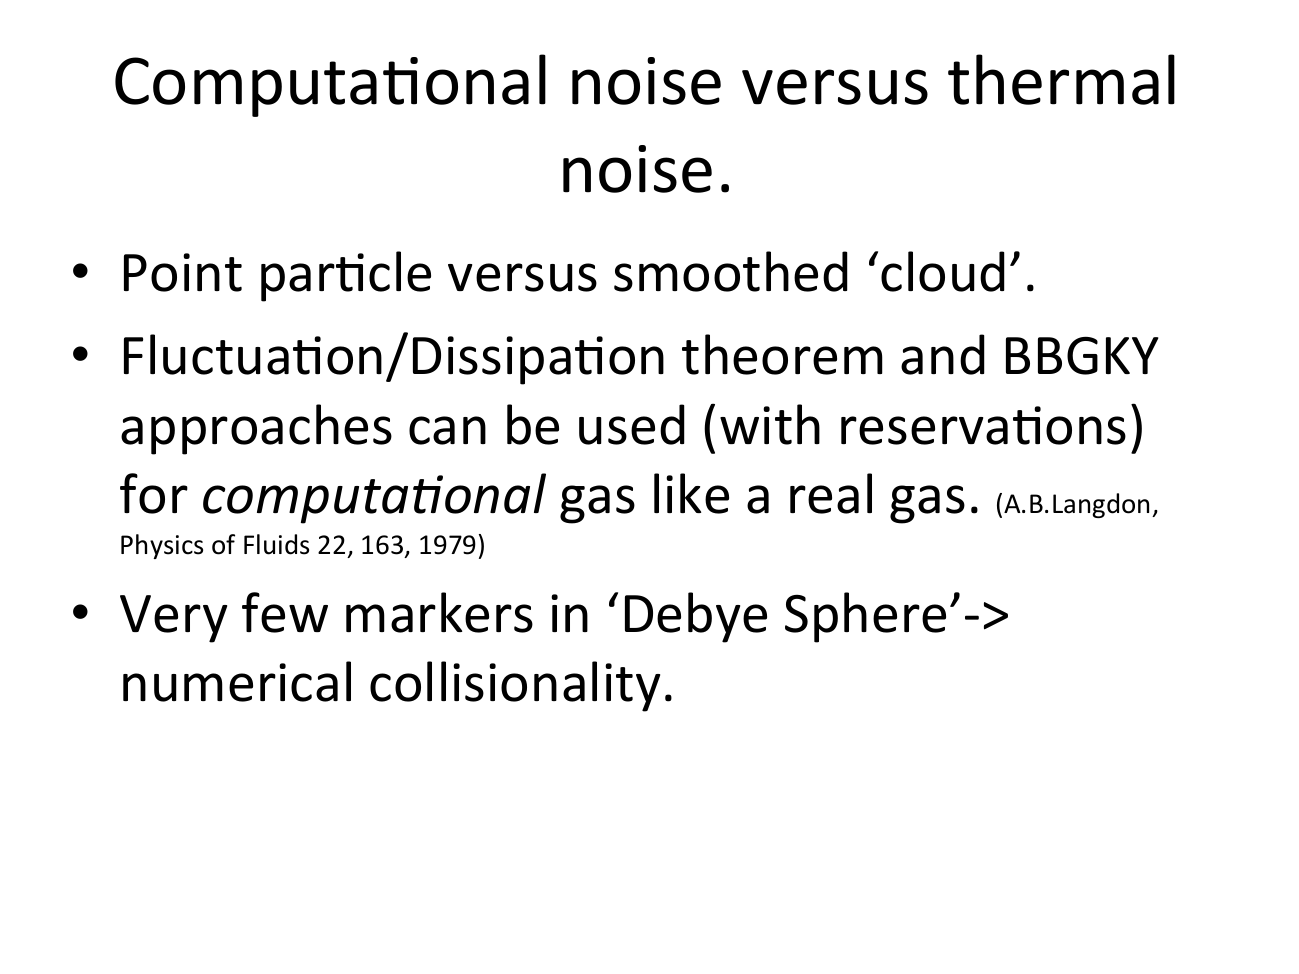 Computational noise versus thermal
noise.
• Point particle versus smoothed ‘cloud’.
• Fluctuation/Dissipation theorem and BBGKY
approaches can be used (with reservations)
for computational gas like a real gas. (A.B.Langdon,
Physics of Fluids 22, 163, 1979)
• Very few markers in ‘Debye Sphere’->
numerical collisionality.